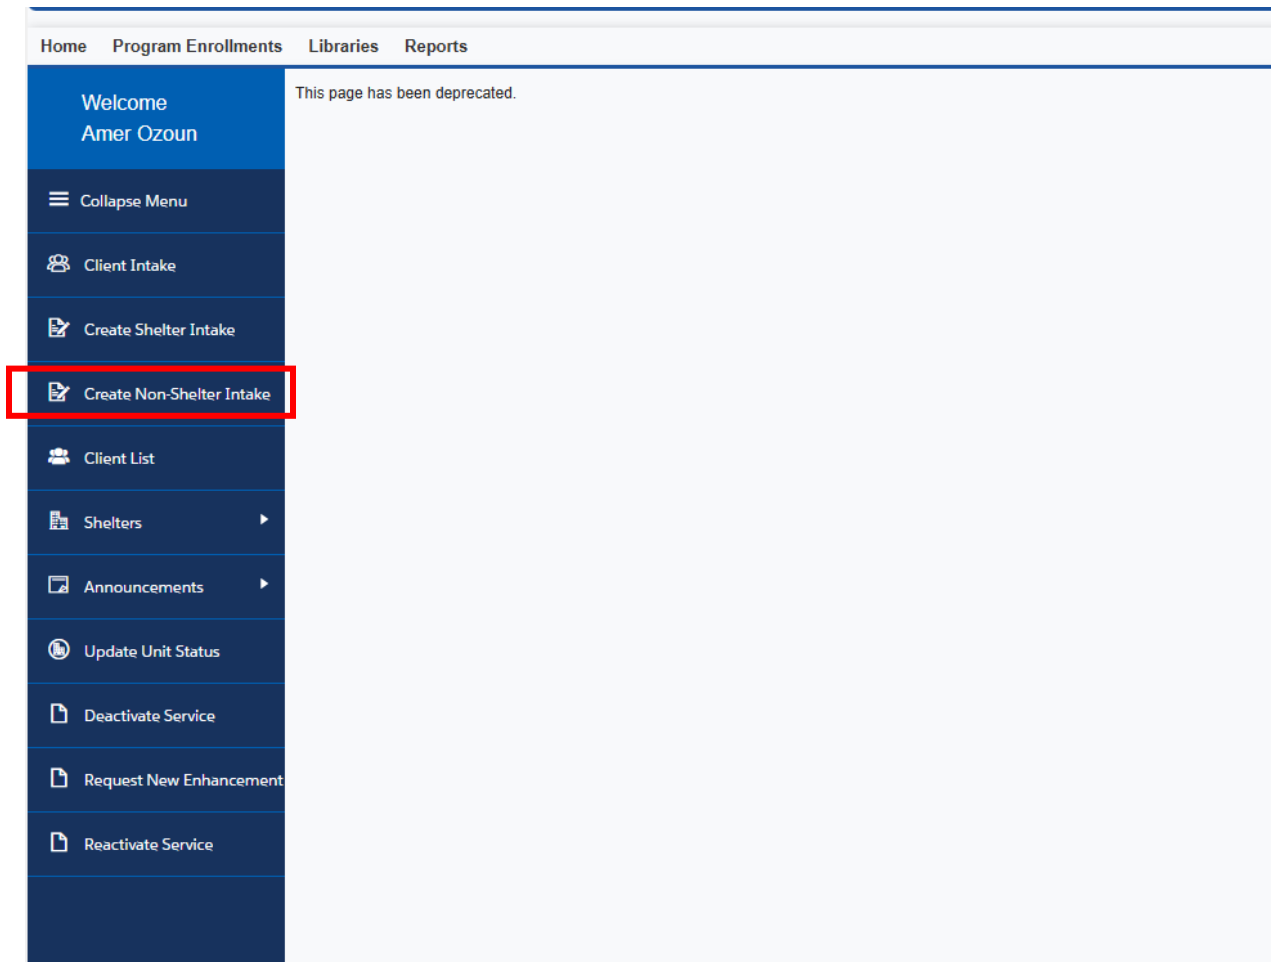 Home Program Enrollments Libraries Reports
Welcome
Amer Ozoun
This page has been deprecated.
Collapse Menu
Client Intake
Create Shelter Intake
Create Non-Shelter Intake
Client List
Shelters
Announcements
Update Unit Status
Deactivate Service
Request New Enhancement
Reactivate Service